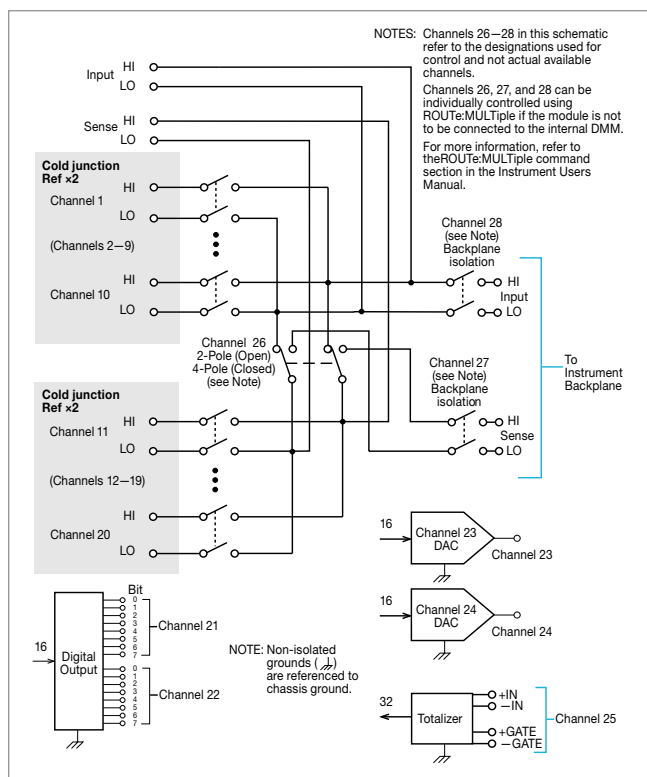 NOTES: Channels 26—28 in this schematic
refer to the designations used for
control and not actual available
channels.
Channels 26, 27, and 28 can be
individually controlled using
ROUTe:MULTiple if the module is not
to be connected to the internal DMM.
For more information, refer to
theROUTe:MULTiple command
section in the Instrument Users
Manual.
Input HI
LO
Sense HI
LO
Cold junction
Ref ×2
HI
Channel 1
LO
(Channels 2—9)
HI
Channel 10
LO
Channel 28
(see Note)
Backplane
isolation
HI
Input
LO
Channel 26
2-Pole (Open)
4-Pole (Closed)
(see Note)
Channel 27
(see Note)
Backplane
isolation
HI
Sense
LO
To
Instrument
Backplane
Cold junction
Ref ×2
HI
Channel 11
LO
(Channels 12—19)
HI
Channel 20
LO
16
Channel 23
DAC
Channel 23
16
Channel 24
DAC
Channel 24
Bit
0
1
2
3
4
5
6
7
Channel 21
16
Digital
Output
0
1
2
3
4
5
6
7
Channel 22
NOTE: Non-isolated
grounds ( )
are referenced to
chassis ground.
32
Totalizer
+IN
—IN
+GATE
—GATE
Channel 25